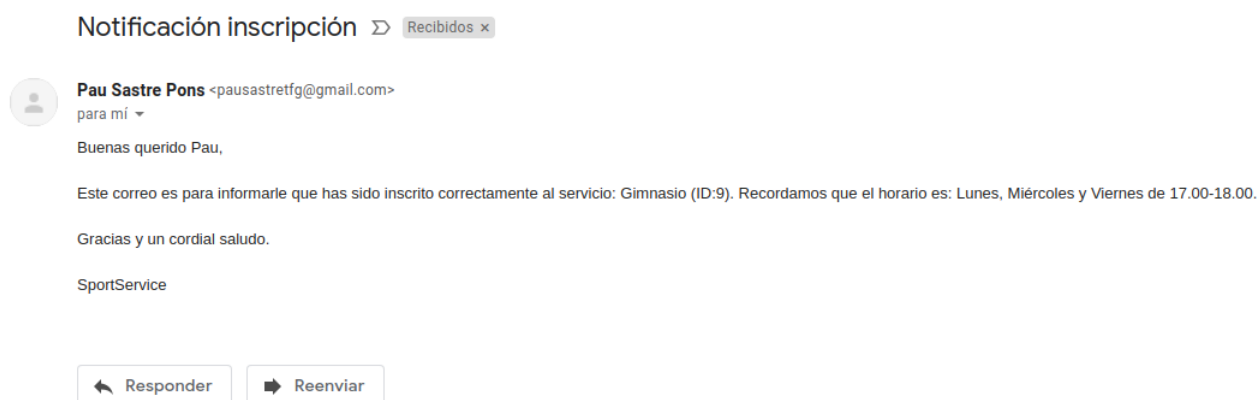 Notificación inscripción Recibidos ×
Pau Sastre Pons <pausastretfg@gmail.com>
para mí
Buenas querido Pau,
Este correo es para informarle que has sido inscrito correctamente al servicio: Gimnasio (ID:9). Recordamos que el horario es: Lunes, Miércoles y Viernes de 17.00-18.00.
Gracias y un cordial saludo.
SportService
Responder Reenviar